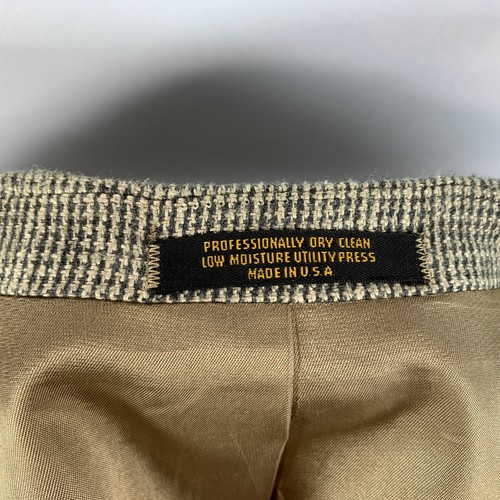 PROFESSIONALLY DRY CLEAN
LOW MOISTURE UTILITY PRESS
MADE IN U.S.A